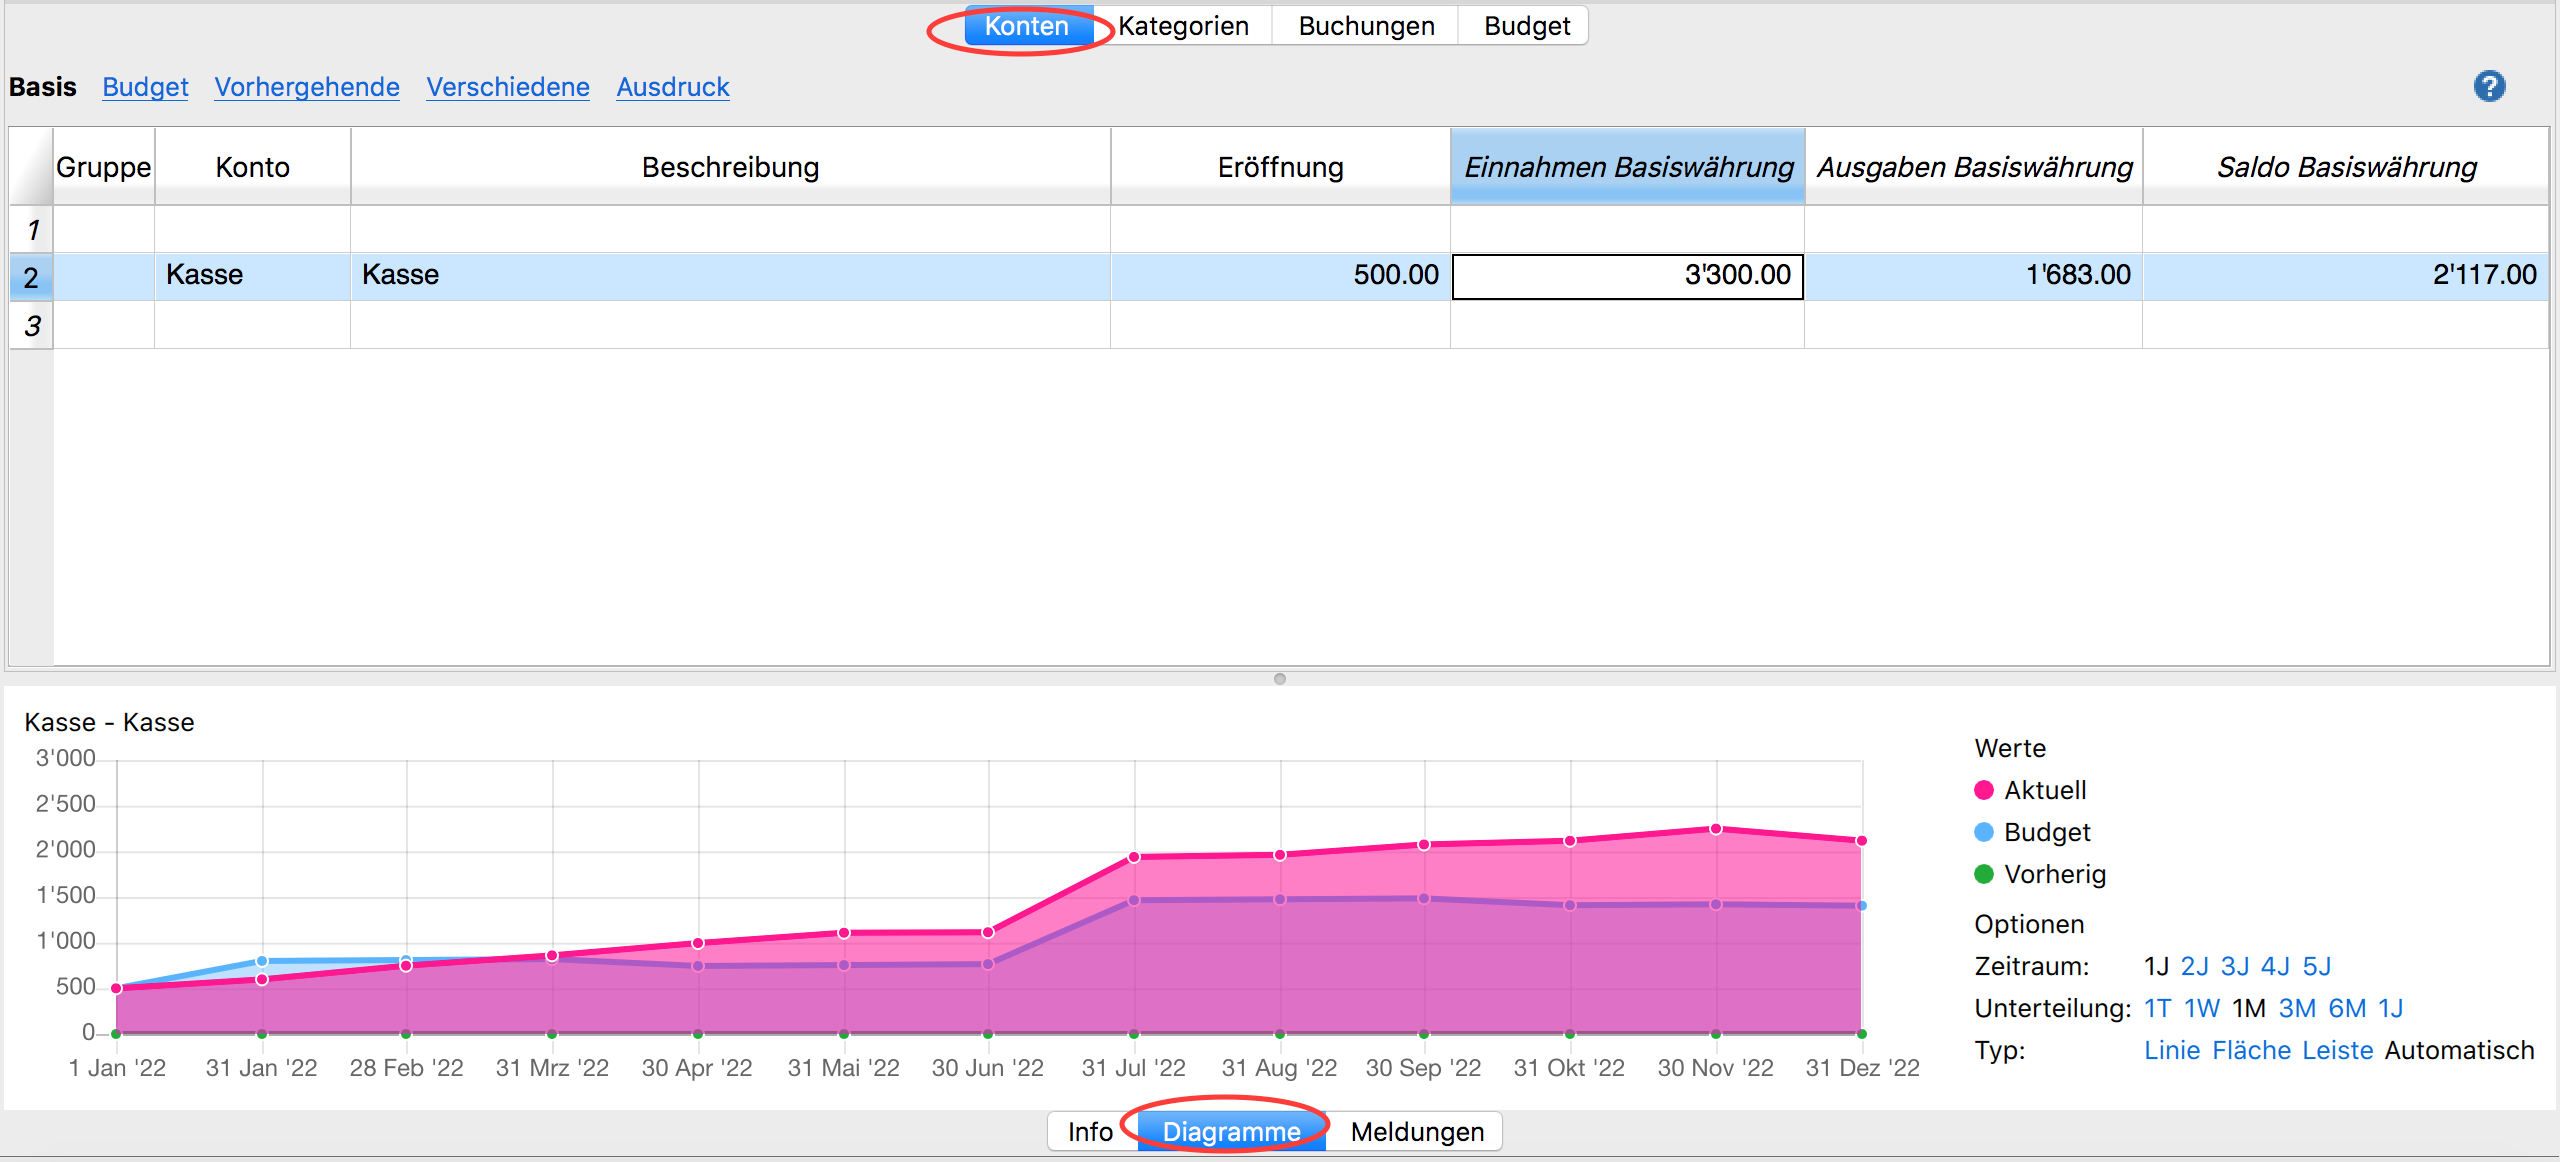 Konten Kategorien Buchungen Budget
Basis Budget Vorhergehende Verschiedene Ausdruck ?
Gruppe Konto Beschreibung Eröffnung Einnahmen Basiswährung Ausgaben Basiswährung Saldo Basiswährung
1
2 Kasse Kasse 500.00 3'300.00 1'683.00 2'117.00
3
Kasse - Kasse
3'000
2'500
2'000
1'500
1'000
500
0
1 Jan '22 31 Jan '22 28 Feb '22 31 Mrz '22 30 Apr '22 31 Mai '22 30 Jun '22 31 Jul '22 31 Aug '22 30 Sep '22 31 Okt '22 30 Nov '22 31 Dez '22
Werte
Aktuell
Budget
Vorherig
Optionen
Zeitraum: 1J 2J 3J 4J 5J
Unterteilung: 1T 1W 1M 3M 6M 1J
Typ: Linie Fläche Leiste Automatisch
Info Diagramme Meldungen